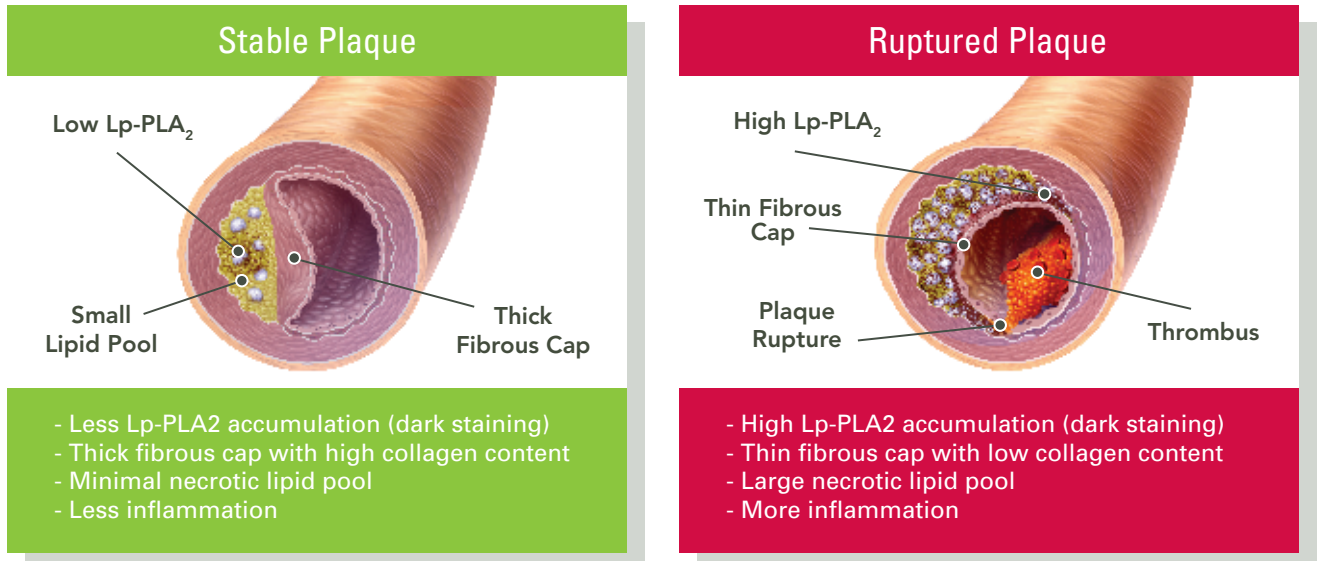 Stable Plaque
Low Lp-PLA₂
Small
Lipid Pool
Thick
Fibrous Cap
- Less Lp-PLA2 accumulation (dark staining)
- Thick fibrous cap with high collagen content
- Minimal necrotic lipid pool
- Less inflammation
Ruptured Plaque
High Lp-PLA₂
Thin Fibrous
Cap
Plaque
Rupture
Thrombus
- High Lp-PLA2 accumulation (dark staining)
- Thin fibrous cap with low collagen content
- Large necrotic lipid pool
- More inflammation